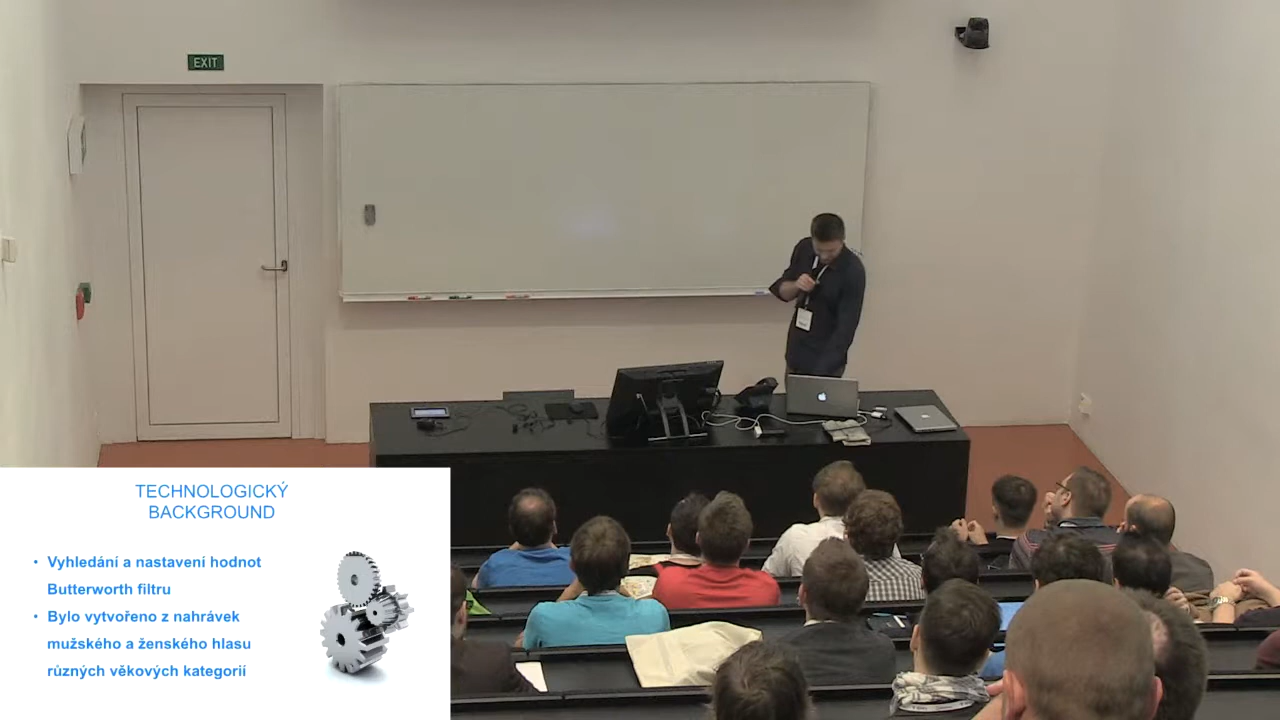 EXIT
TECHNOLOGICKÝ
BACKGROUND
• Vyhledání a nastavení hodnot
Butterworth filtru
• Bylo vytvořeno z nahrávek
mužského a ženského hlasu
různých věkových kategorií